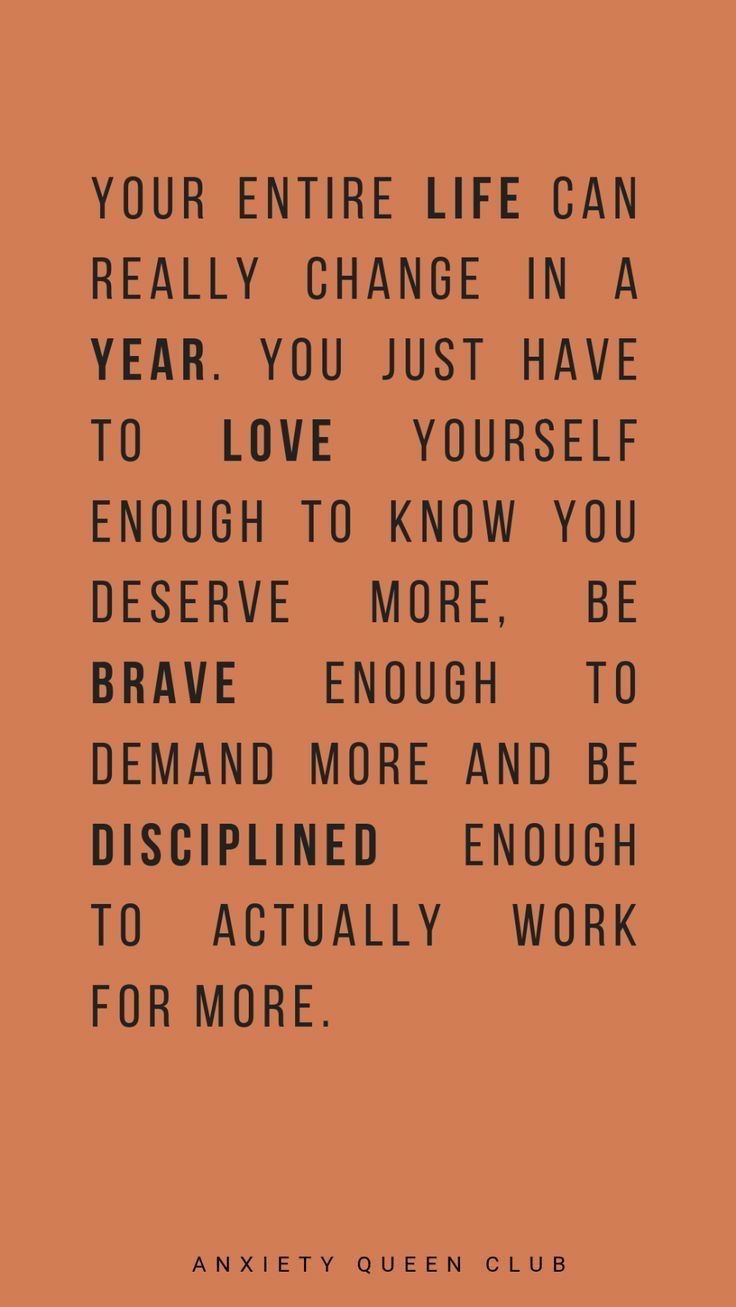 YOUR ENTIRE LIFE CAN
REALLY CHANGE IN A
YEAR. YOU JUST HAVE
TO LOVE YOURSELF
ENOUGH TO KNOW YOU
DESERVE MORE, BE
BRAVE ENOUGH TO
DEMAND MORE AND BE
DISCIPLINED ENOUGH
TO ACTUALLY WORK
FOR MORE.
ANXIETY QUEEN CLUB